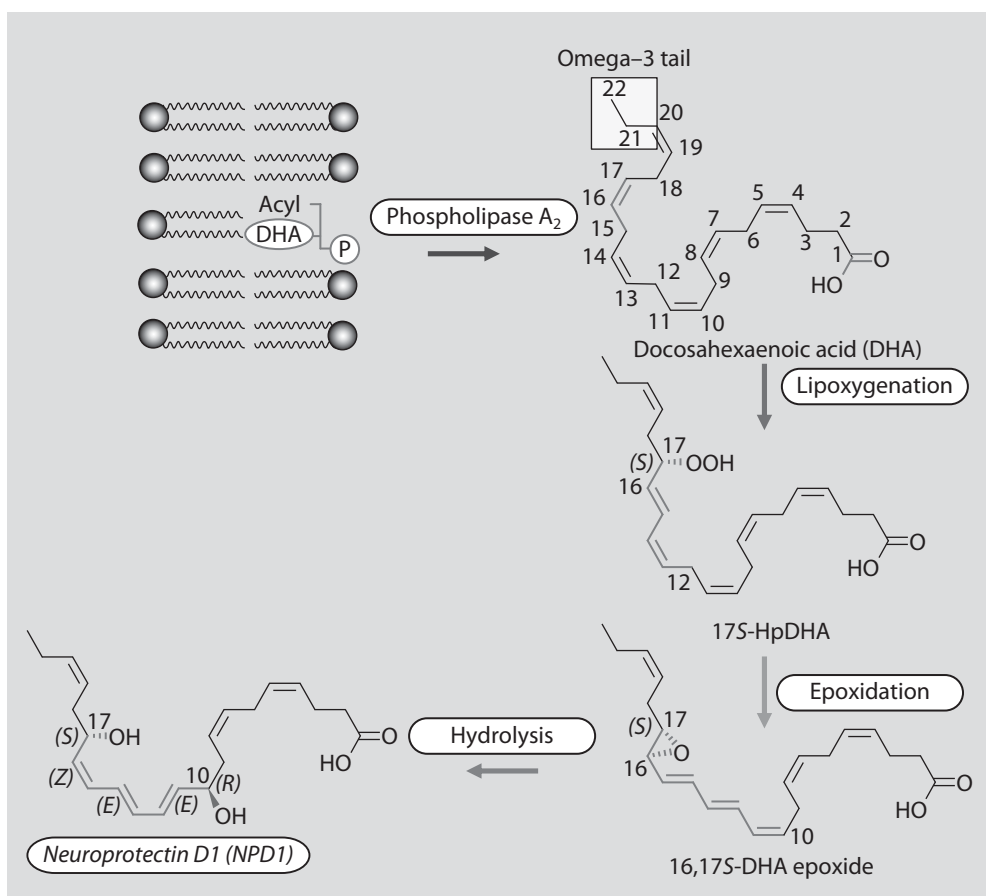 Omega–3 tail
22
20
21
19
17
18
16
5
4
Acyl
Phospholipase A₂
15
7
2
DHA
6
3
P
14
8
12
1
O
9
HO
13
11
10
Docosahexaenoic acid (DHA)
Lipoxygenation
17
(S)
OOH
16
O
HO
12
17S-HpDHA
Epoxidation
(S)
17
O
16
O
HO
10
16,17S-DHA epoxide
Hydrolysis
(S)
17
OH
O
HO
(Z)
10
(R)
(E)
(E)
OH
Neuroprotectin D1 (NPD1)